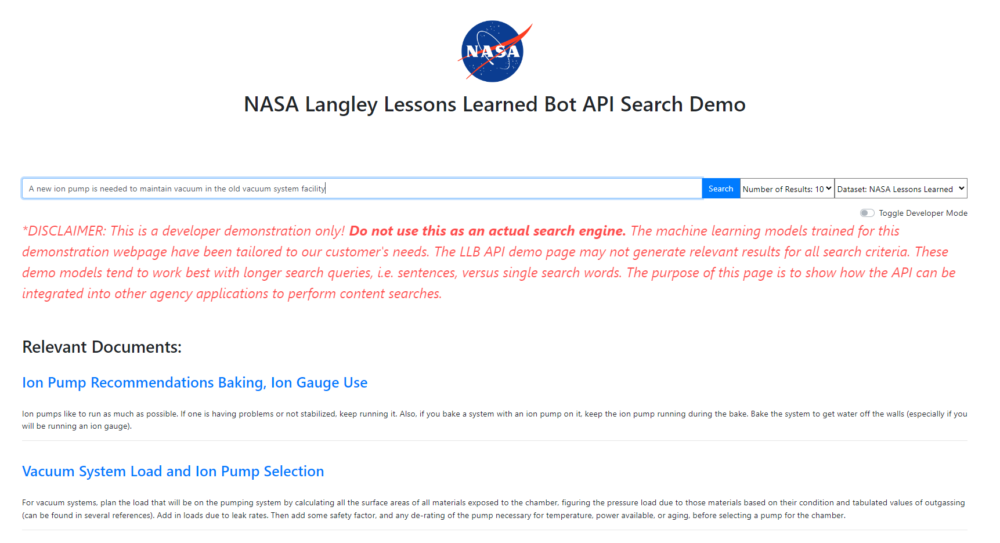 NASA
NASA Langley Lessons Learned Bot API Search Demo
A new ion pump is needed to maintain vacuum in the old vacuum system facility
Search
Number of Results: 10
Dataset: NASA Lessons Learned
Toggle Developer Mode
*DISCLAIMER: This is a developer demonstration only! Do not use this as an actual search engine. The machine learning models trained for this
demonstration webpage have been tailored to our customer's needs. The LLB API demo page may not generate relevant results for all search criteria. These
demo models tend to work best with longer search queries, i.e. sentences, versus single search words. The purpose of this page is to show how the API can be
integrated into other agency applications to perform content searches.
Relevant Documents:
Ion Pump Recommendations Baking, Ion Gauge Use
Ion pumps like to run as much as possible. If one is having problems or not stabilized, keep running it. Also, if you bake a system with an ion pump on it, keep the ion pump running during the bake. Bake the system to get water off the walls (especially if you
will be running an ion gauge).
Vacuum System Load and Ion Pump Selection
For vacuum systems, plan the load that will be on the pumping system by calculating all the surface areas of all materials exposed to the chamber, figuring the pressure load due to those materials based on their condition and tabulated values of outgassing
(can be found in several references). Add in loads due to leak rates. Then add some safety factor, and any de-rating of the pump necessary for temperature, power available, or aging, before selecting a pump for the chamber.